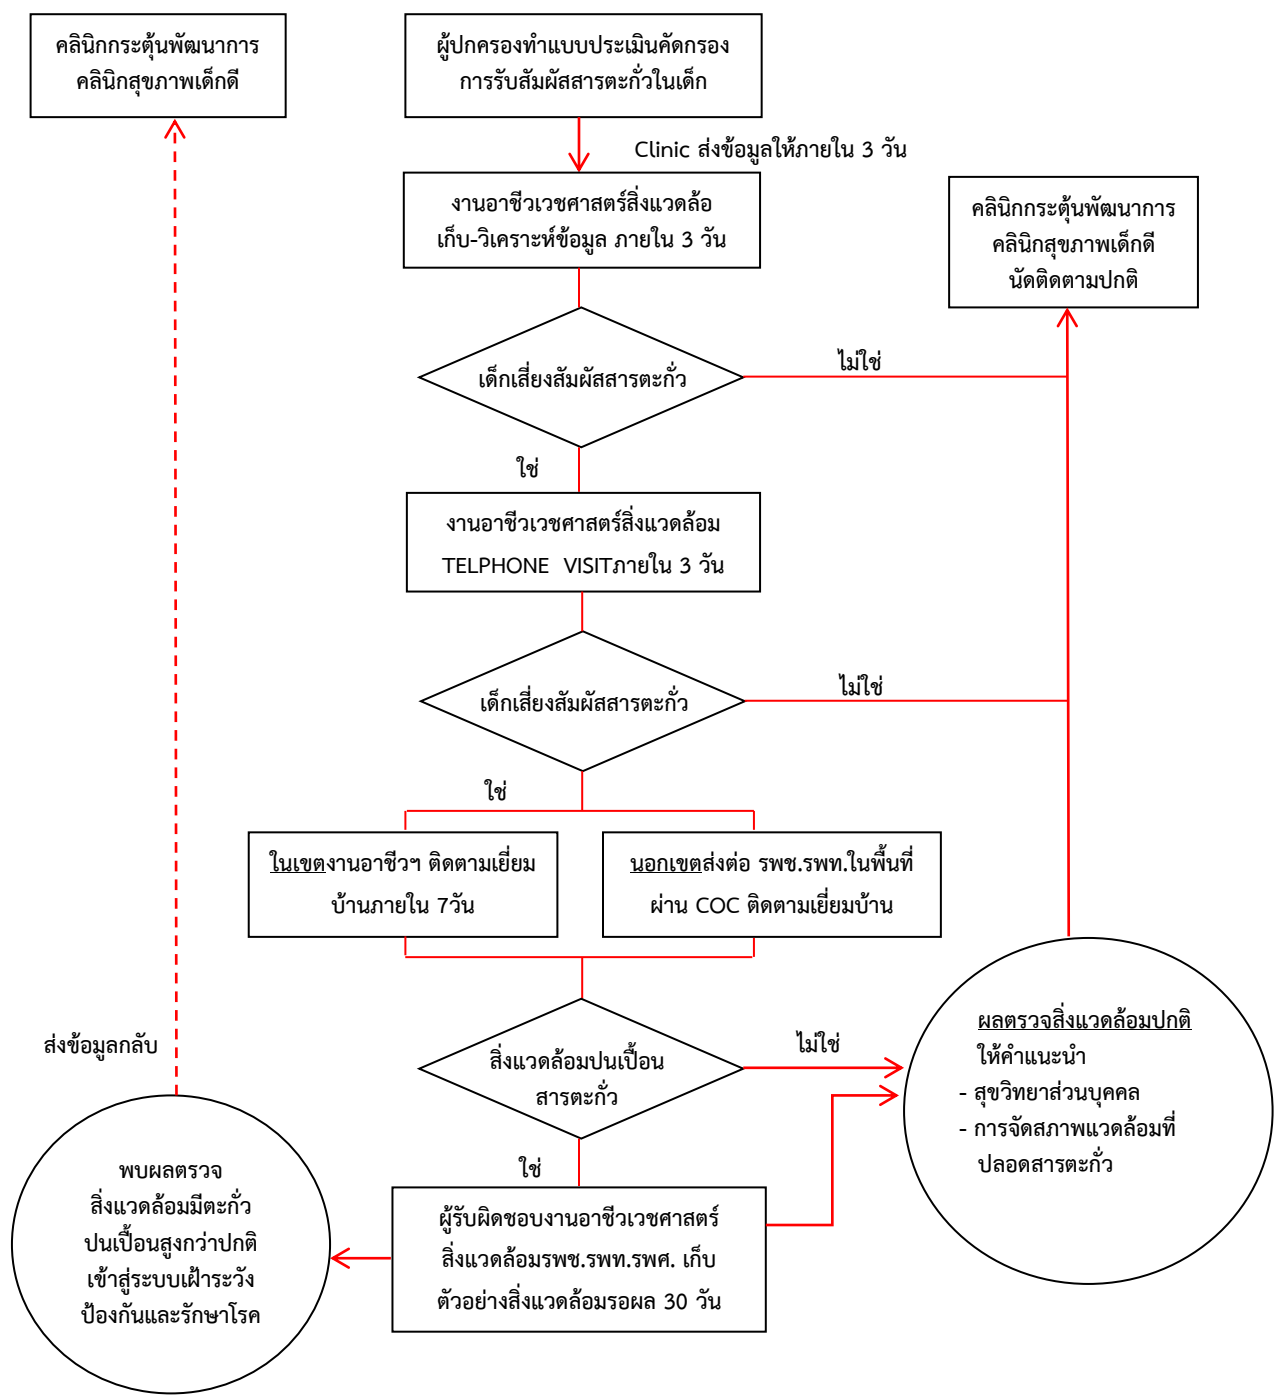 คลินิกกระตุ้นพัฒนาการ
คลินิกสุขภาพเด็กดี
ผู้ปกครองทำแบบประเมินคัดกรอง
การรับสัมผัสสารตะกั่วในเด็ก
Clinic ส่งข้อมูลให้ภายใน 3 วัน
งานอาชีวเวชศาสตร์สิ่งแวดล้อ
เก็บ-วิเคราะห์ข้อมูล ภายใน 3 วัน
คลินิกกระตุ้นพัฒนาการ
คลินิกสุขภาพเด็กดี
นัดติดตามปกติ
เด็กเสี่ยงสัมผัสสารตะกั่ว
ไม่ใช่
ใช่
งานอาชีวเวชศาสตร์สิ่งแวดล้อม
TELPHONE VISITภายใน 3 วัน
เด็กเสี่ยงสัมผัสสารตะกั่ว
ไม่ใช่
ใช่
ในเขตงานอาชีวฯ ติดตามเยี่ยม
บ้านภายใน 7วัน
นอกเขตส่งต่อ รพช.รพท.ในพื้นที่
ผ่าน COC ติดตามเยี่ยมบ้าน
สิ่งแวดล้อมปนเปื้อน
สารตะกั่ว
ไม่ใช่
ใช่
ผลตรวจสิ่งแวดล้อมปกติ
ให้คำแนะนำ
- สุขวิทยาส่วนบุคคล
- การจัดสภาพแวดล้อมที่
ปลอดสารตะกั่ว
ส่งข้อมูลกลับ
พบผลตรวจ
สิ่งแวดล้อมมีตะกั่ว
ปนเปื้อนสูงกว่าปกติ
เข้าสู่ระบบเฝ้าระวัง
ป้องกันและรักษาโรค
ผู้รับผิดชอบงานอาชีวเวชศาสตร์
สิ่งแวดล้อมรพช.รพท.รพศ. เก็บ
ตัวอย่างสิ่งแวดล้อมรอผล 30 วัน